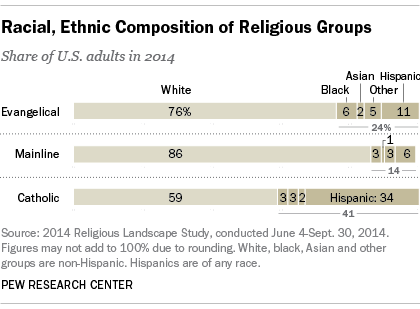 Racial, Ethnic Composition of Religious Groups
Share of U.S. adults in 2014
Asian Hispanic
White Black Other
Evangelical 76% 6 2 5 11
24%
1
Mainline 86 3 3 6
14
Catholic 59 3 3 2 Hispanic: 34
41
Source: 2014 Religious Landscape Study, conducted June 4-Sept. 30, 2014.
Figures may not add to 100% due to rounding. White, black, Asian and other
groups are non-Hispanic. Hispanics are of any race.
PEW RESEARCH CENTER